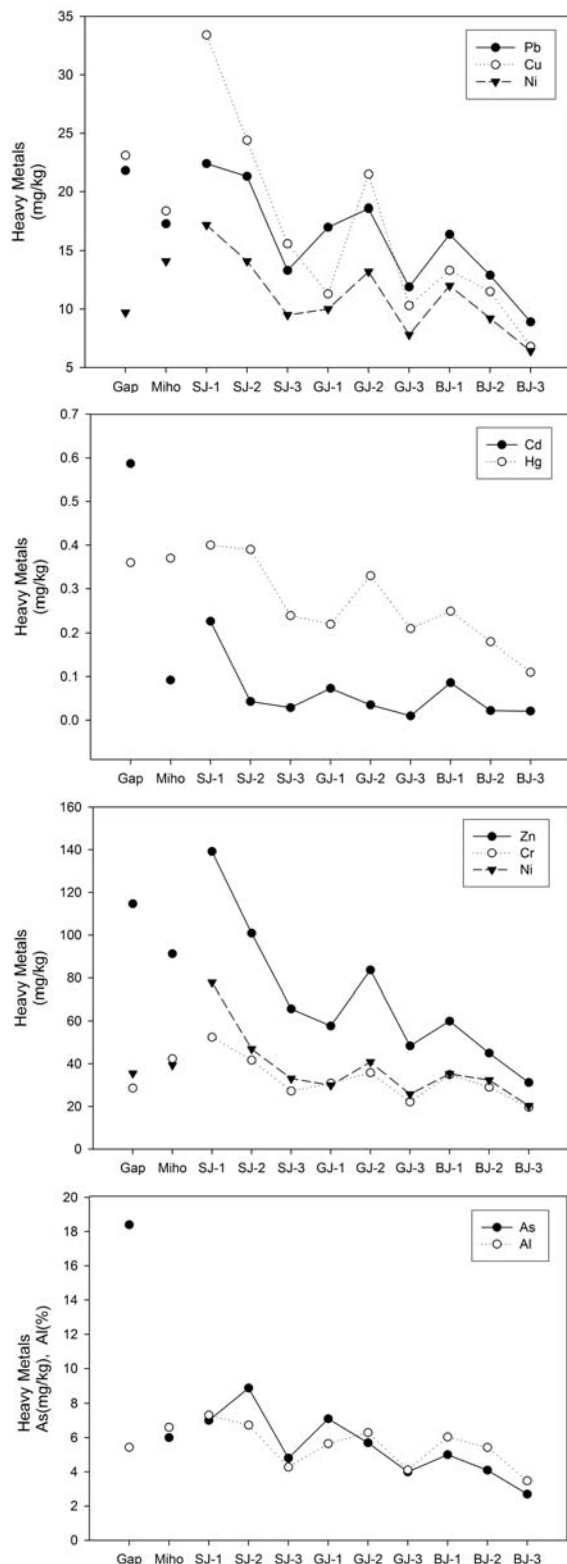 35
30
25
20
15
10
5
Heavy Metals
(mg/kg)
Pb
Cu
Ni
Gap Miho SJ-1 SJ-2 SJ-3 GJ-1 GJ-2 GJ-3 BJ-1 BJ-2 BJ-3
0.7
0.6
0.5
0.4
0.3
0.2
0.1
0.0
Heavy Metals
(mg/kg)
Cd
Hg
Gap Miho SJ-1 SJ-2 SJ-3 GJ-1 GJ-2 GJ-3 BJ-1 BJ-2 BJ-3
160
140
120
100
80
60
40
20
0
Heavy Metals
(mg/kg)
Zn
Cr
Ni
Gap Miho SJ-1 SJ-2 SJ-3 GJ-1 GJ-2 GJ-3 BJ-1 BJ-2 BJ-3
20
18
16
14
12
10
8
6
4
2
0
Heavy Metals
As(mg/kg), Al(%)
As
Al
Gap Miho SJ-1 SJ-2 SJ-3 GJ-1 GJ-2 GJ-3 BJ-1 BJ-2 BJ-3